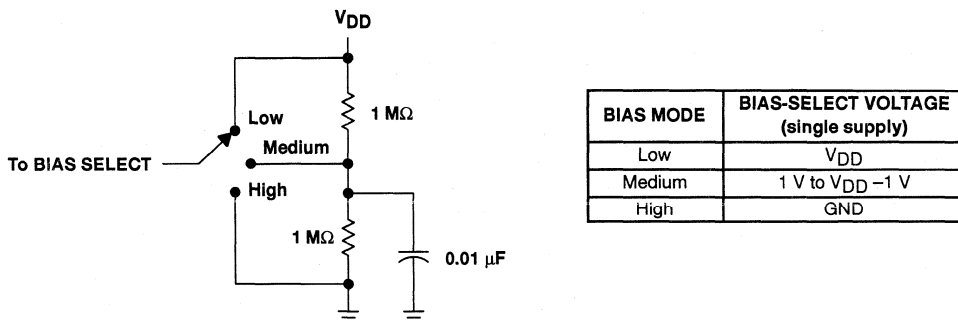 VDD
Low
1 MΩ
Medium
To BIAS SELECT
High
1 MΩ
0.01 μF
BIAS MODE
BIAS-SELECT VOLTAGE
(single supply)
Low
VDD
Medium
1 V to VDD –1 V
High
GND